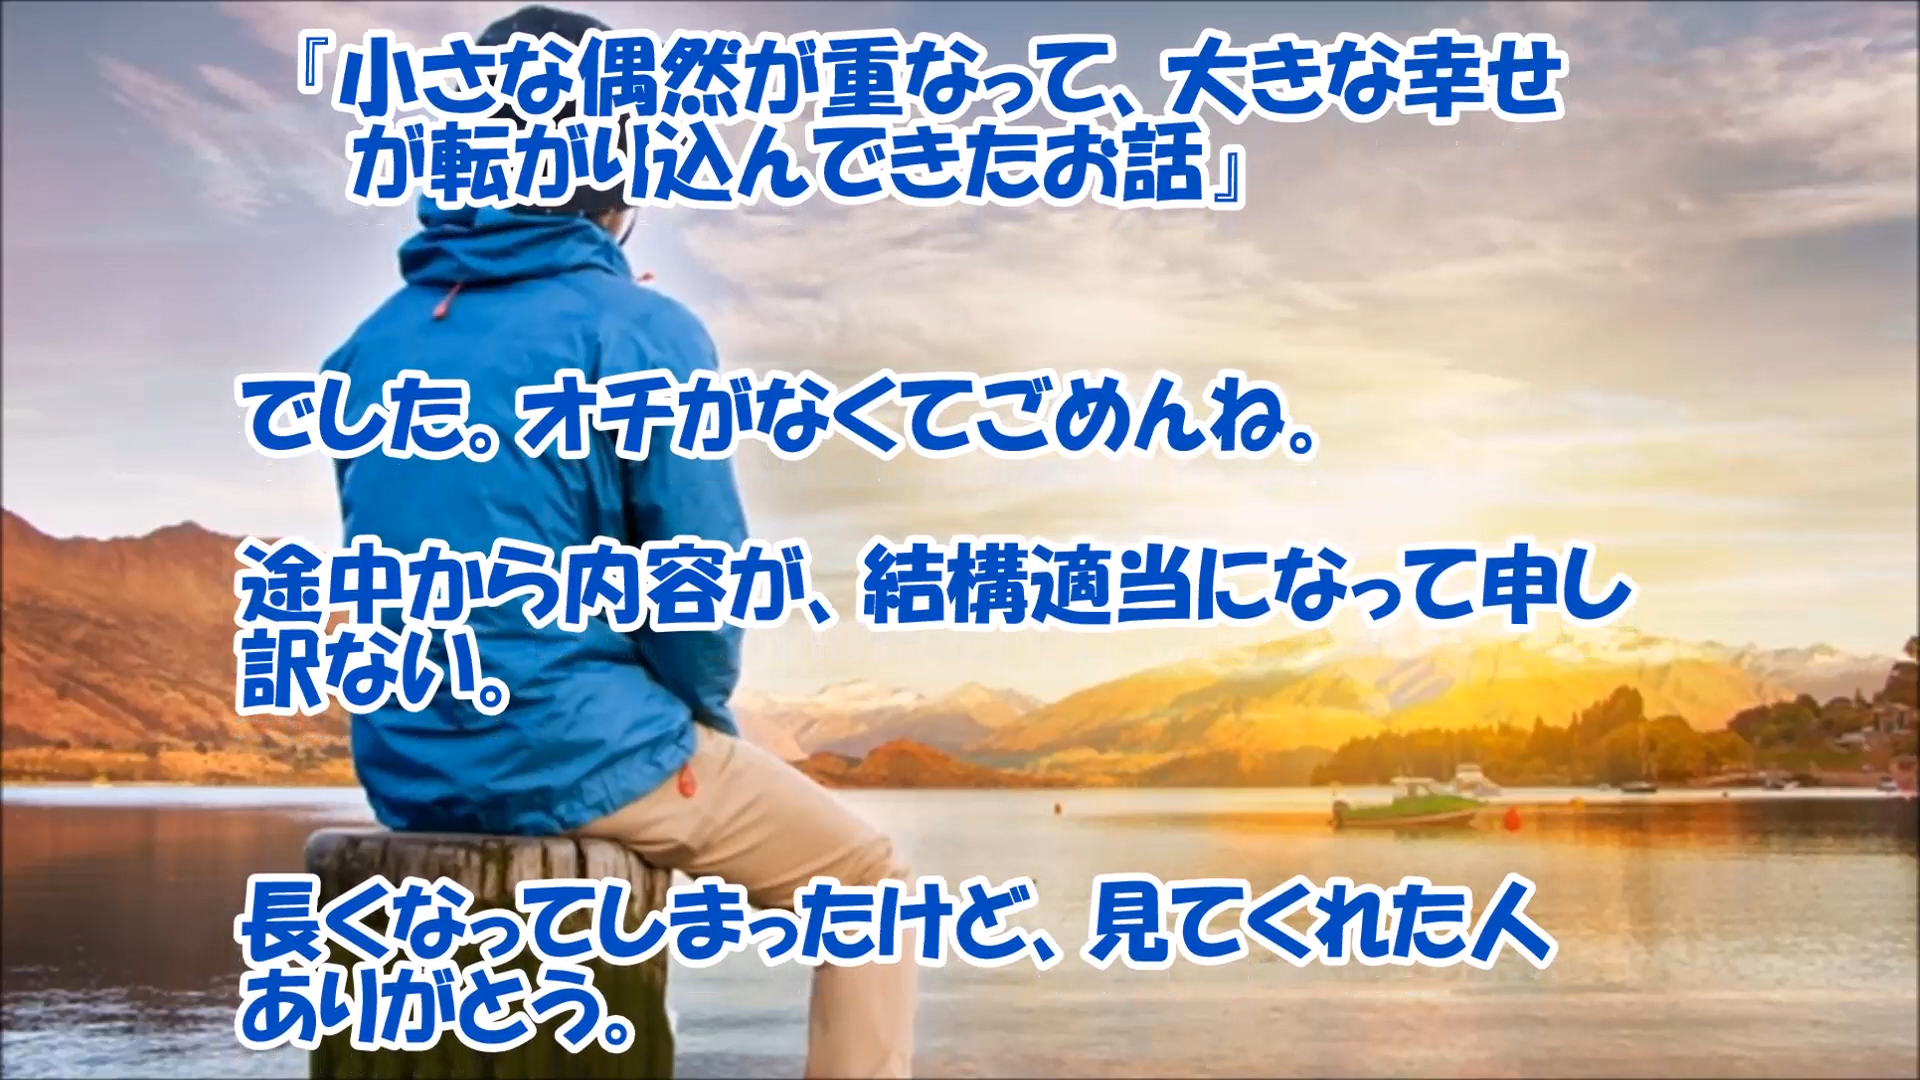 『小さな偶然が重なって、大きな幸せ
が転がり込んできたお話』
でした。オチがなくてごめんね。
途中から内容が、結構適当になって申し
訳ない。
長くなってしまったけど、見てくれた人
ありがとう。